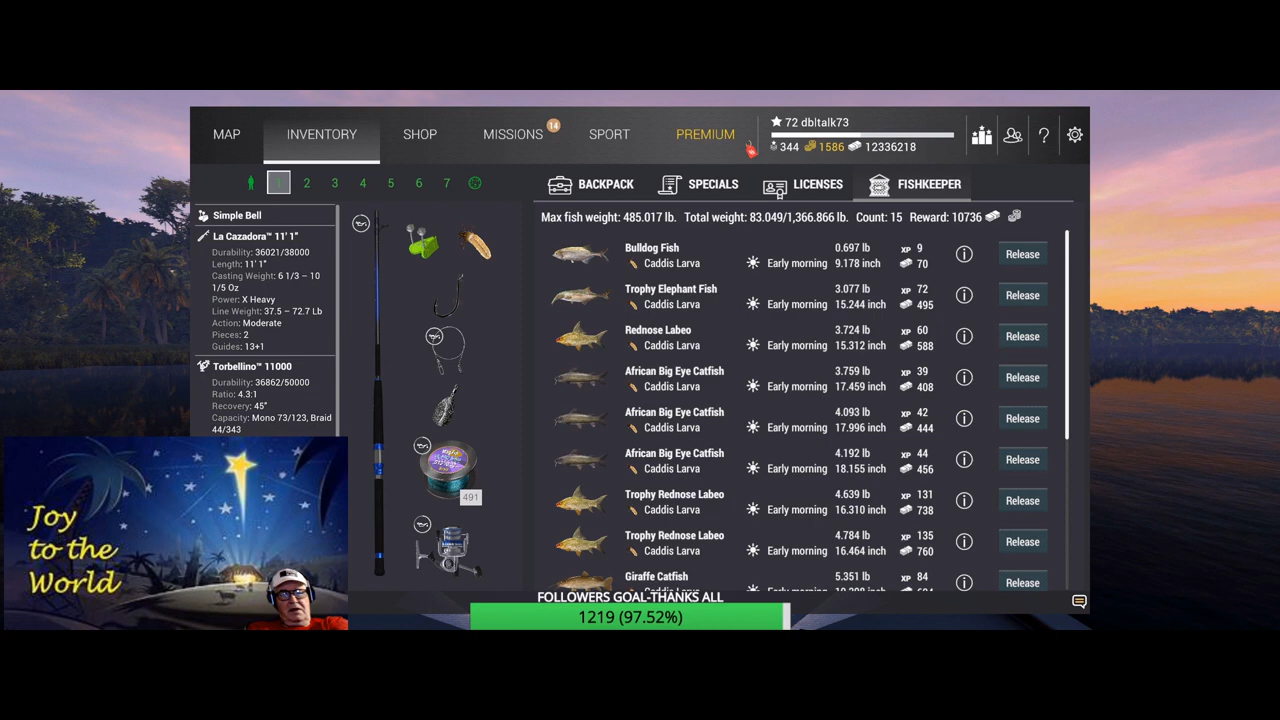 MAP
INVENTORY
SHOP
MISSIONS
14
SPORT
PREMIUM
72 dbltalk73
344 1586 12336218
1 2 3 4 5 6 7
BACKPACK
SPECIALS
LICENSES
FISHKEEPER
Simple Bell
La Cazadora™ 11' 1"
Durability: 36021/38000
Length: 11' 1"
Casting Weight: 6 1/3 – 10
1/5 Oz
Power: X Heavy
Line Weight: 37.5 – 72.7 Lb
Action: Moderate
Pieces: 2
Guides: 13+1
Torbellino™ 11000
Durability: 36862/50000
Ratio: 4.3:1
Recovery: 45"
Capacity: Mono 73/123, Braid
44/343
491
Max fish weight: 485.017 lb. Total weight: 83.049/1,366.866 lb. Count: 15 Reward: 10736
Bulldog Fish 0.697 lb XP 9
Caddis Larva Early morning 9.178 inch 70
Release
Trophy Elephant Fish 3.077 lb XP 72
Caddis Larva Early morning 15.244 inch 495
Release
Rednose Labeo 3.724 lb XP 60
Caddis Larva Early morning 15.312 inch 588
Release
African Big Eye Catfish 3.759 lb XP 39
Caddis Larva Early morning 17.459 inch 408
Release
African Big Eye Catfish 4.093 lb XP 42
Caddis Larva Early morning 17.996 inch 444
Release
African Big Eye Catfish 4.192 lb XP 44
Caddis Larva Early morning 18.155 inch 456
Release
Trophy Rednose Labeo 4.639 lb XP 131
Caddis Larva Early morning 16.310 inch 738
Release
Trophy Rednose Labeo 4.784 lb XP 135
Caddis Larva Early morning 16.464 inch 760
Release
Giraffe Catfish 5.351 lb XP 84
Caddis Larva Early morning
Release
Joy
to the
World
FOLLOWERS GOAL-THANKS ALL
1219 (97.52%)